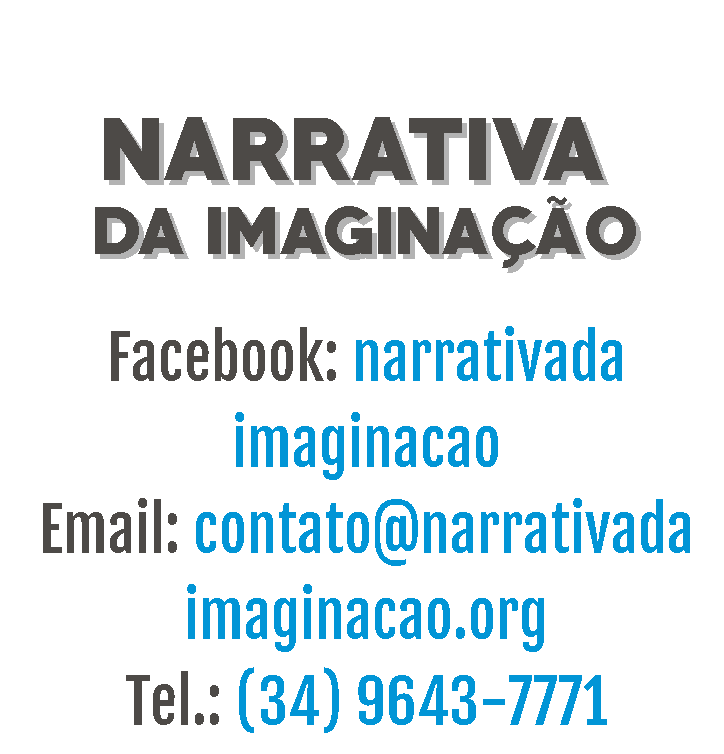 NARRATIVA
DA IMAGINAÇÃO
Facebook: narrativada
imaginacao
Email: contato@narrativada
imaginacao.org
Tel.: (34) 9643-7771